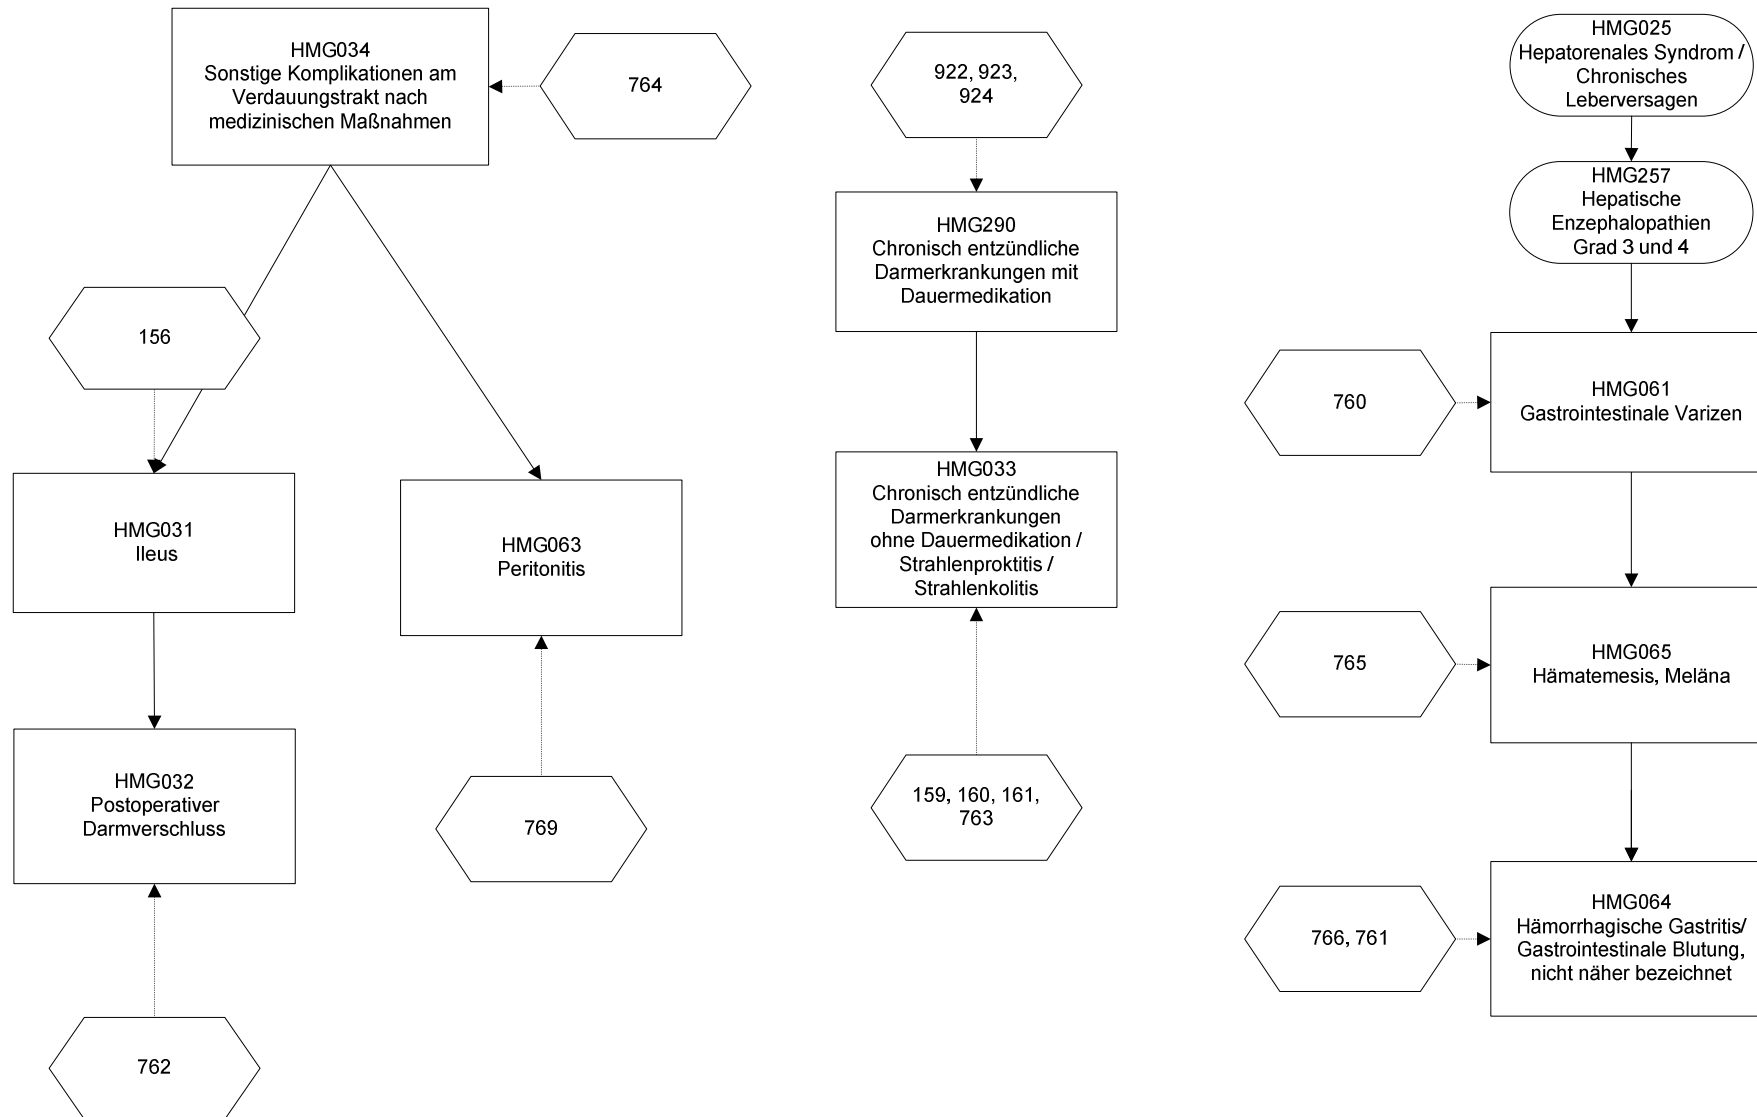 HMG034
Sonstige Komplikationen am
Verdauungstrakt nach
medizinischen Maßnahmen
764
156
HMG031
Ileus
HMG063
Peritonitis
HMG032
Postoperativer
Darmverschluss
769
762
922, 923,
924
HMG290
Chronisch entzündliche
Darmerkrankungen mit
Dauermedikation
HMG033
Chronisch entzündliche
Darmerkrankungen
ohne Dauermedikation /
Strahlenproktitis /
Strahlenkolitis
159, 160, 161,
763
HMG025
Hepatorenales Syndrom /
Chronisches
Leberversagen
HMG257
Hepatische
Enzephalopathien
Grad 3 und 4
760
HMG061
Gastrointestinale Varizen
765
HMG065
Hämatemesis, Meläna
766, 761
HMG064
Hämorrhagische Gastritis/
Gastrointestinale Blutung,
nicht näher bezeichnet